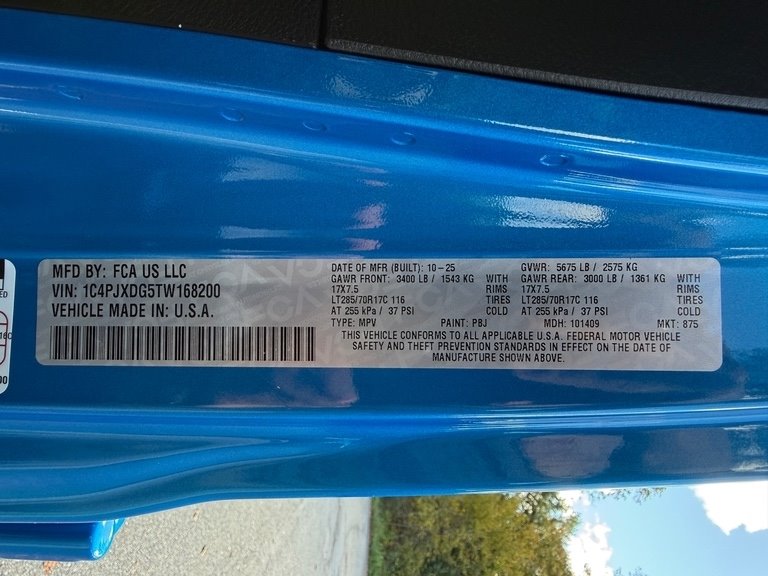 MFD BY: FCA US LLC
VIN: 1C4PJXDG5TW168200
VEHICLE MADE IN: U.S.A.
DATE OF MFR (BUILT): 10-25
GAWR FRONT: 3400 LB / 1543 KG WITH
17X7.5 RIMS
LT285/70R17C 116 TIRES
AT 255 kPa / 37 PSI COLD
TYPE: MPV PAINT: PBJ
GVWR: 5675 LB / 2575 KG
GAWR REAR: 3000 LB / 1361 KG WITH
17X7.5 RIMS
LT285/70R17C 116 TIRES
AT 255 kPa / 37 PSI COLD
MDH: 101409 MKT: 875
THIS VEHICLE CONFORMS TO ALL APPLICABLE U.S.A. FEDERAL MOTOR VEHICLE
SAFETY AND THEFT PREVENTION STANDARDS IN EFFECT ON THE DATE OF
MANUFACTURE SHOWN ABOVE.